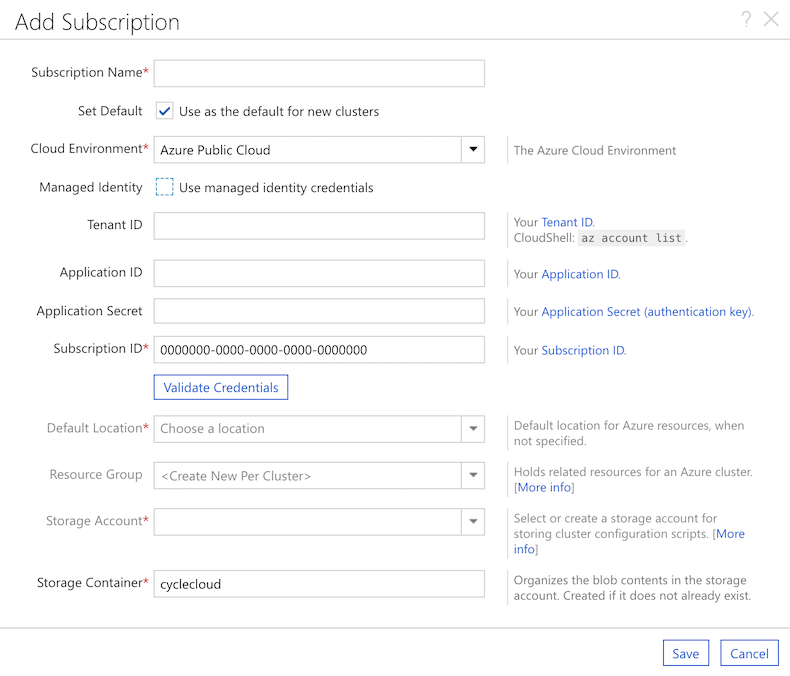 Add Subscription ?
Subscription Name*
Set Default Use as the default for new clusters
Cloud Environment* Azure Public Cloud The Azure Cloud Environment
Managed Identity Use managed identity credentials
Tenant ID Your Tenant ID.
CloudShell: az account list.
Application ID Your Application ID.
Application Secret Your Application Secret (authentication key).
Subscription ID* 0000000-0000-0000-0000-0000000 Your Subscription ID.
Validate Credentials
Default Location* Choose a location Default location for Azure resources, when
not specified.
Resource Group <Create New Per Cluster> Holds related resources for an Azure cluster.
[More info]
Storage Account* Select or create a storage account for
storing cluster configuration scripts. [More
info]
Storage Container* cyclecloud Organizes the blob contents in the storage
account. Created if it does not already exist.
Save Cancel